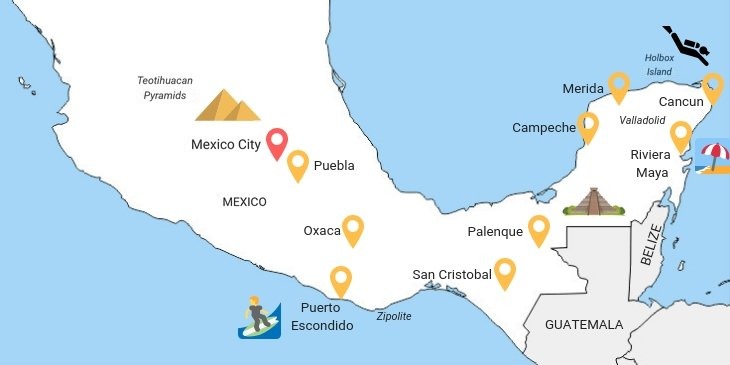 Teotihuacan
Pyramids
Mexico City
Puebla
MEXICO
Oxaca
Puerto
Escondido
Zipolite
Holbox
Island
Merida
Cancun
Campeche
Valladolid
Riviera
Maya
Palenque
San Cristobal
BELIZE
GUATEMALA